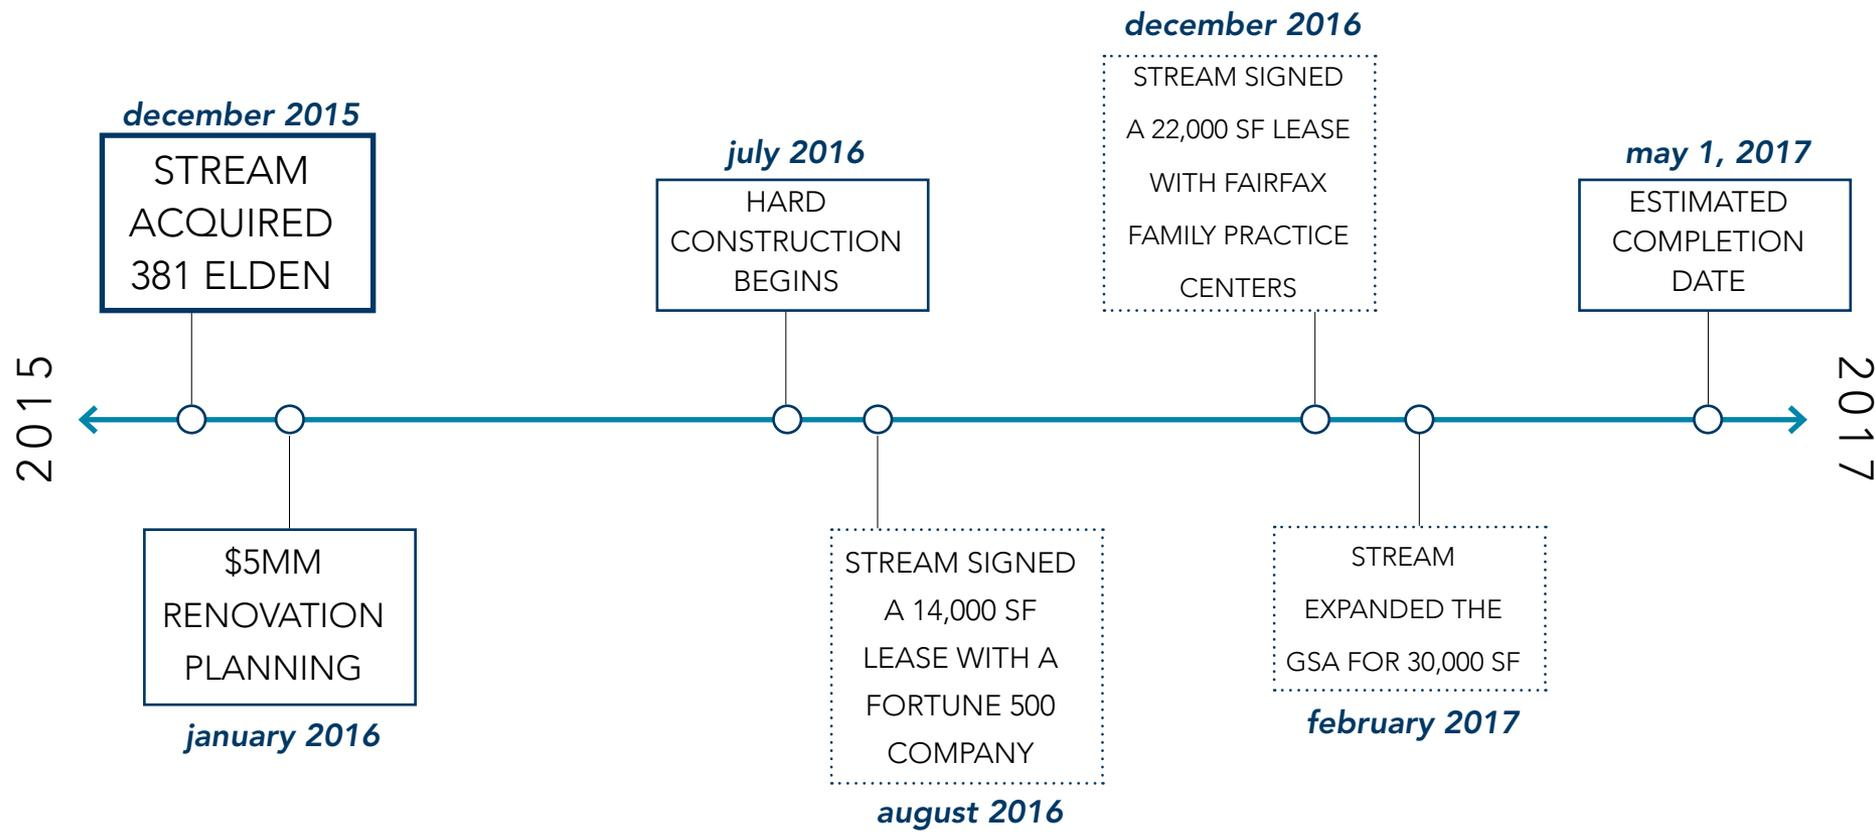 december 2015
STREAM
ACQUIRED
381 ELDEN
2015
$5MM
RENOVATION
PLANNING
january 2016
july 2016
HARD
CONSTRUCTION
BEGINS
STREAM SIGNED
A 14,000 SF
LEASE WITH A
FORTUNE 500
COMPANY
august 2016
december 2016
STREAM SIGNED
A 22,000 SF LEASE
WITH FAIRFAX
FAMILY PRACTICE
CENTERS
STREAM
EXPANDED THE
GSA FOR 30,000 SF
february 2017
may 1, 2017
ESTIMATED
COMPLETION
DATE
2017